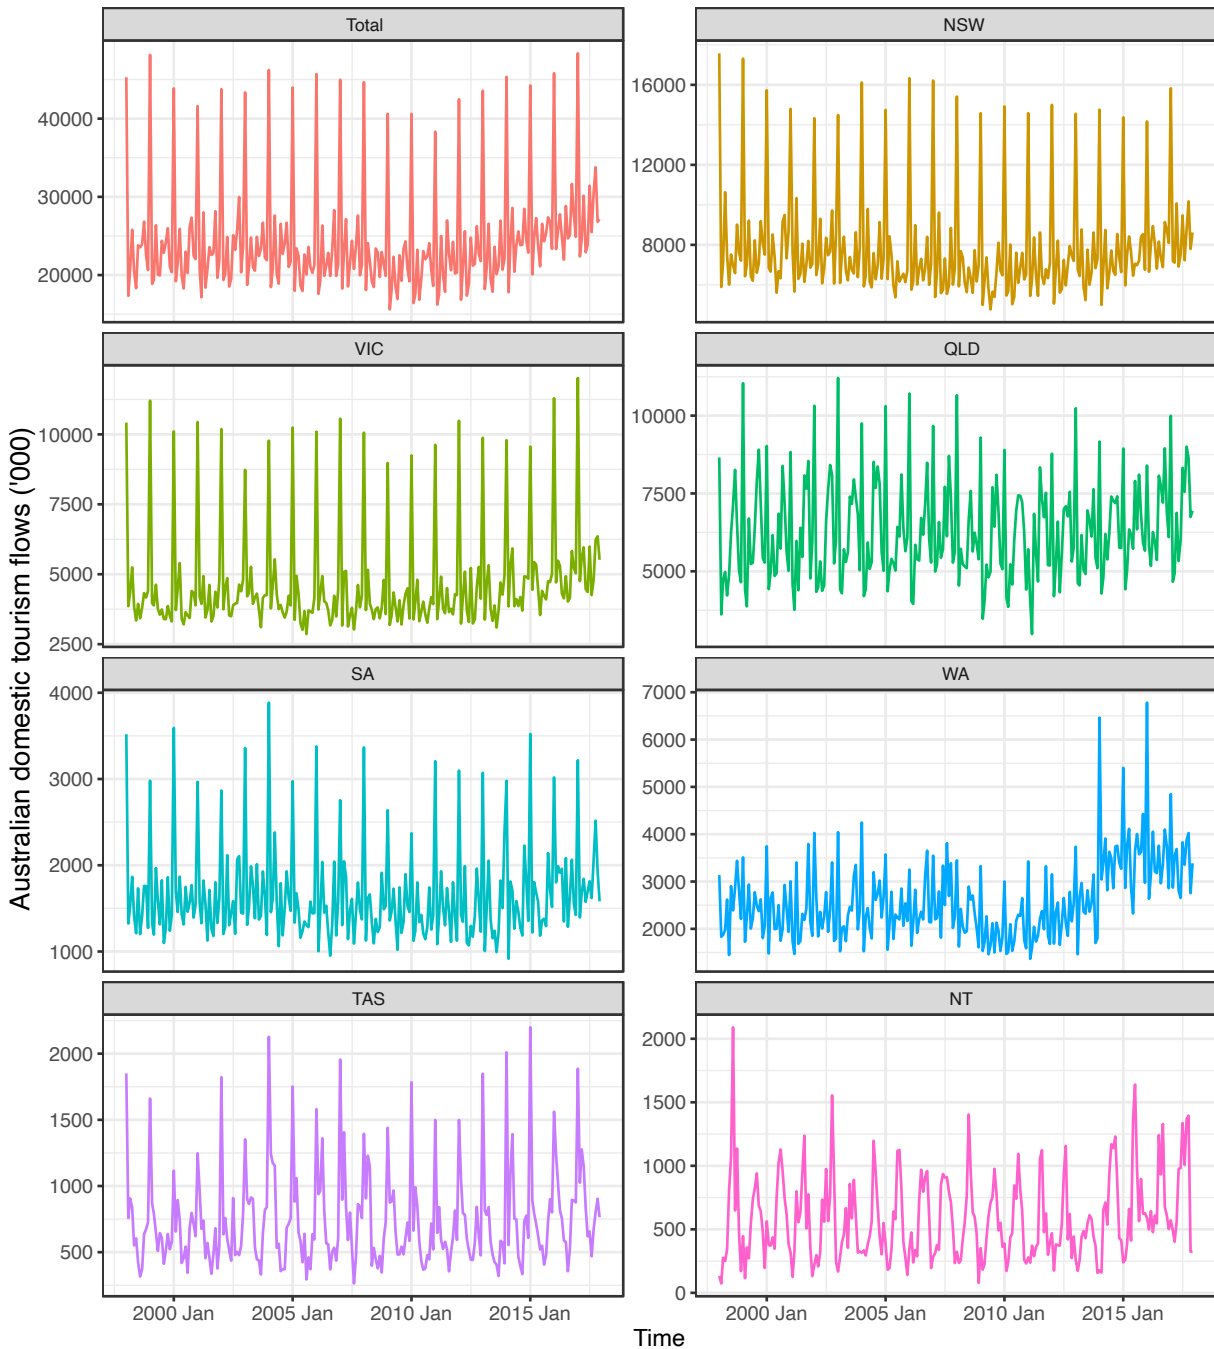 Total
NSW
40000
30000
20000
16000
12000
8000
VIC
QLD
10000
7500
5000
2500
10000
7500
5000
SA
WA
4000
3000
2000
1000
7000
6000
5000
4000
3000
2000
TAS
NT
2000
1500
1000
500
2000
1500
1000
500
0
2000 Jan
2005 Jan
2010 Jan
2015 Jan
2000 Jan
2005 Jan
2010 Jan
2015 Jan
Time
Australian domestic tourism flows ('000)